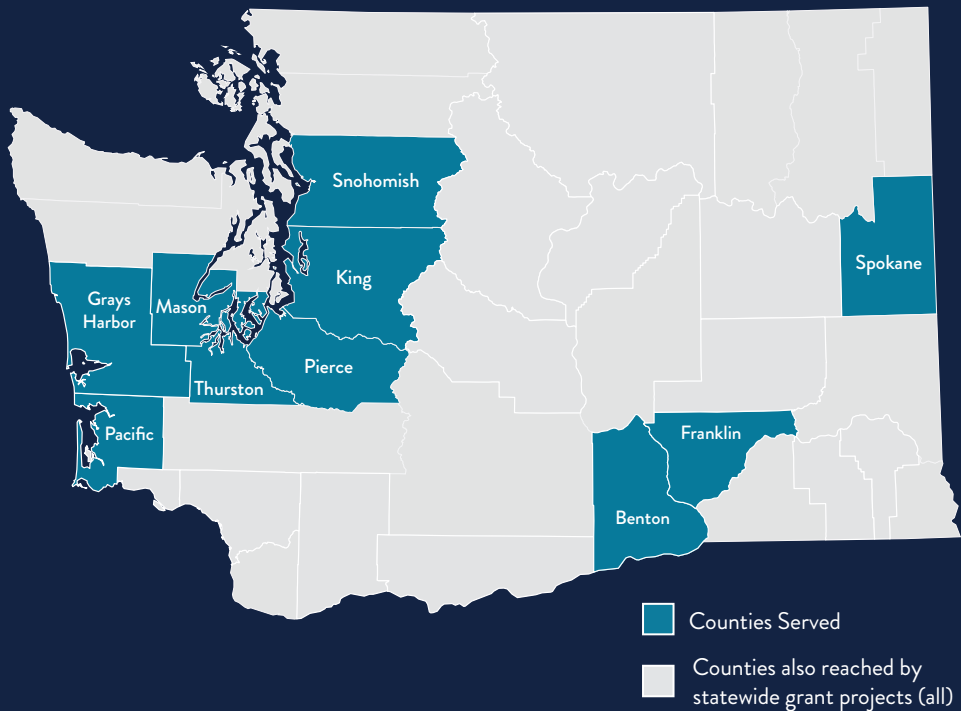 Snohomish
King
Spokane
Grays
Harbor
Mason
Pierce
Thurston
Pacific
Franklin
Benton
Counties Served
Counties also reached by
statewide grant projects (all)